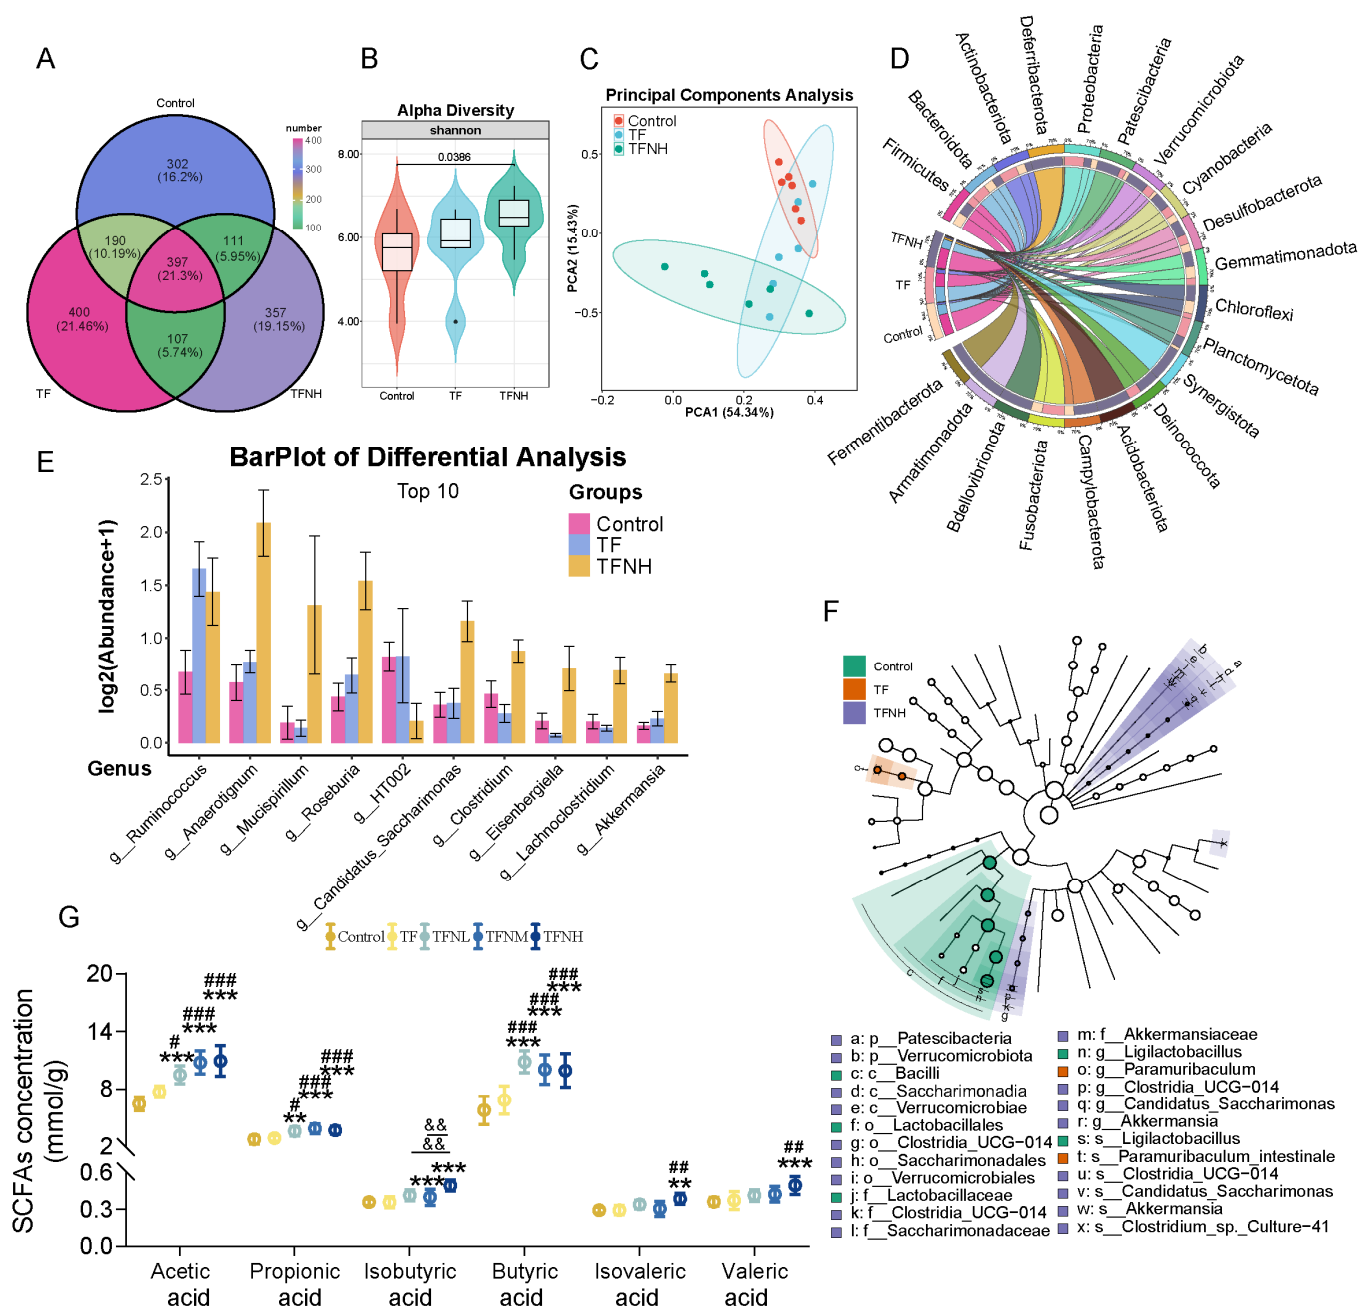 A
Control
302
(16.2%)
190
(10.19%)
111
(5.95%)
397
(21.3%)
400
(21.46%)
357
(19.15%)
107
(5.74%)
TF
TFNH
number
400
300
200
100
B
Alpha Diversity
shannon
0.0386
8.00
6.00
4.00
Control TF TFNH
C
Principal Components Analysis
Control
TF
TFNH
PCA2 (15.43%)
0.5
0.0
−0.5
−0.2 0.0 0.2 0.4
PCA1 (54.34%)
D
Firmicutes
Bacteroidota
Actinobacteriota
Deferribacterota
Proteobacteria
Patescibacteria
Verrucomicrobiota
Cyanobacteria
Desulfobacterota
Gemmatimonadota
Chloroflexi
Planctomycetota
Synergistota
Deinococcota
Acidobacteriota
Campylobacterota
Fusobacteriota
Bdellovibrionota
Armatimonadota
Fermentibacterota
TFNH
TF
Control
E
BarPlot of Differential Analysis
Top 10
Groups
Control
TF
TFNH
log2(Abundance+1)
2.5
2.0
1.5
1.0
0.5
0.0
Genus
g__Ruminococcus
g__Anaerotignum
g__Mucispirillum
g__Roseburia
g__HT002
g__Candidatus_Saccharimonas
g__Clostridium
g__Eisenbergiella
g__Lachnoclostridium
g__Akkermansia
F
Control
TF
TFNH
a: p__Patescibacteria
b: p__Verrucomicrobiota
c: c__Bacilli
d: c__Saccharimonadia
e: c__Verrucomicrobiae
f: o__Lactobacillales
g: o__Clostridia_UCG−014
h: o__Saccharimonadales
i: o__Verrucomicrobiales
j: f__Lactobacillaceae
k: f__Clostridia_UCG−014
l: f__Saccharimonadaceae
m: f__Akkermansiaceae
n: g__Ligilactobacillus
o: g__Paramuribaculum
p: g__Clostridia_UCG−014
q: g__Candidatus_Saccharimonas
r: g__Akkermansia
s: s__Ligilactobacillus
t: s__Paramuribaculum_intestinale
u: s__Clostridia_UCG−014
v: s__Candidatus_Saccharimonas
w: s__Akkermansia
x: s__Clostridium_sp._Culture−41
G
Control TF TFNL TFNM TFNH
SCFAs concentration
(mmol/g)
20
14
8
2
0.6
0.3
0.0
#
***
###
***
###
***
#
**
###
***
###
***
&&
&&
***
***
###
***
###
***
###
***
##
**
##
***
Acetic acid
Propionic acid
Isobutyric acid
Butyric acid
Isovaleric acid
Valeric acid